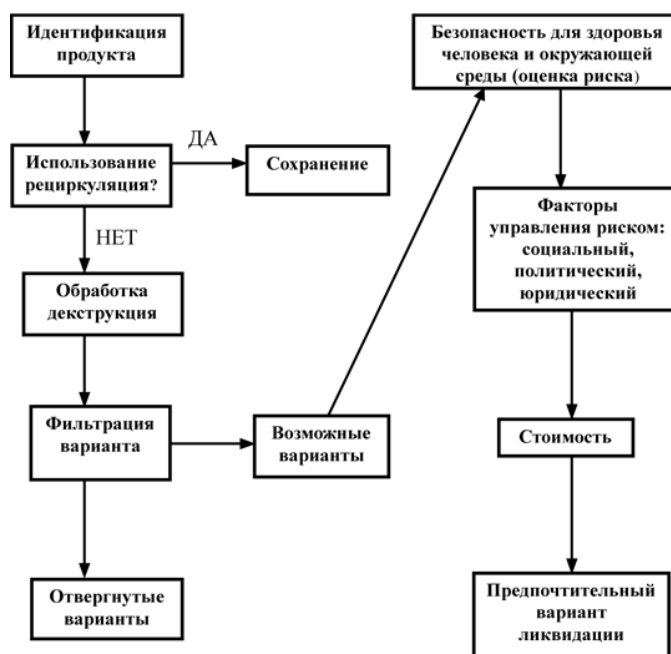 Идентификация
продукта
Использование
рециркуляция?
ДА
Сохранение
НЕТ
Обработка
декструкция
Фильтрация
варианта
Возможные
варианты
Отвергнутые
варианты
Безопасность для здоровья
человека и окружающей
среды (оценка риска)
Факторы
управления риском:
социальный,
политический,
юридический
Стоимость
Предпочтительный
вариант
ликвидации